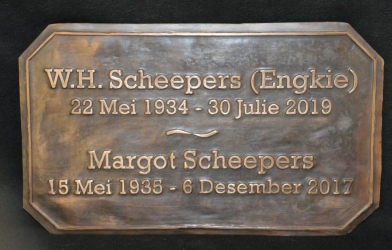 W.H. Scheepers (Engkie)
22 Mei 1934 - 30 Julie 2019
Margot Scheepers
15 Mei 1935 - 6 Desember 2017